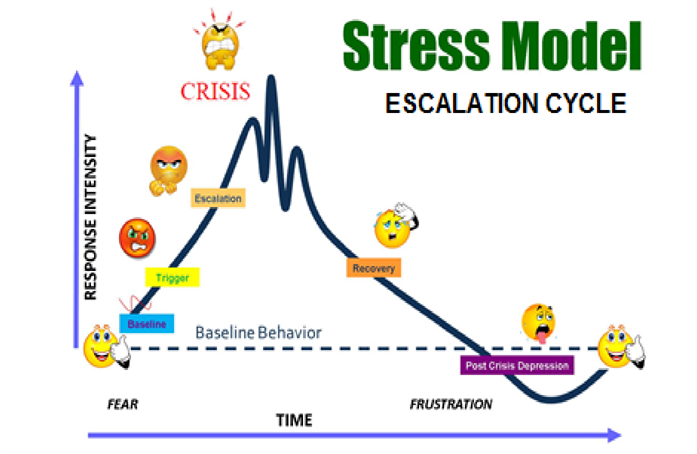 Stress Model
ESCALATION CYCLE
CRISIS
RESPONSE INTENSITY
Escalation
Trigger
Recovery
Baseline
Baseline Behavior
Post Crisis Depression
FEAR
FRUSTRATION
TIME